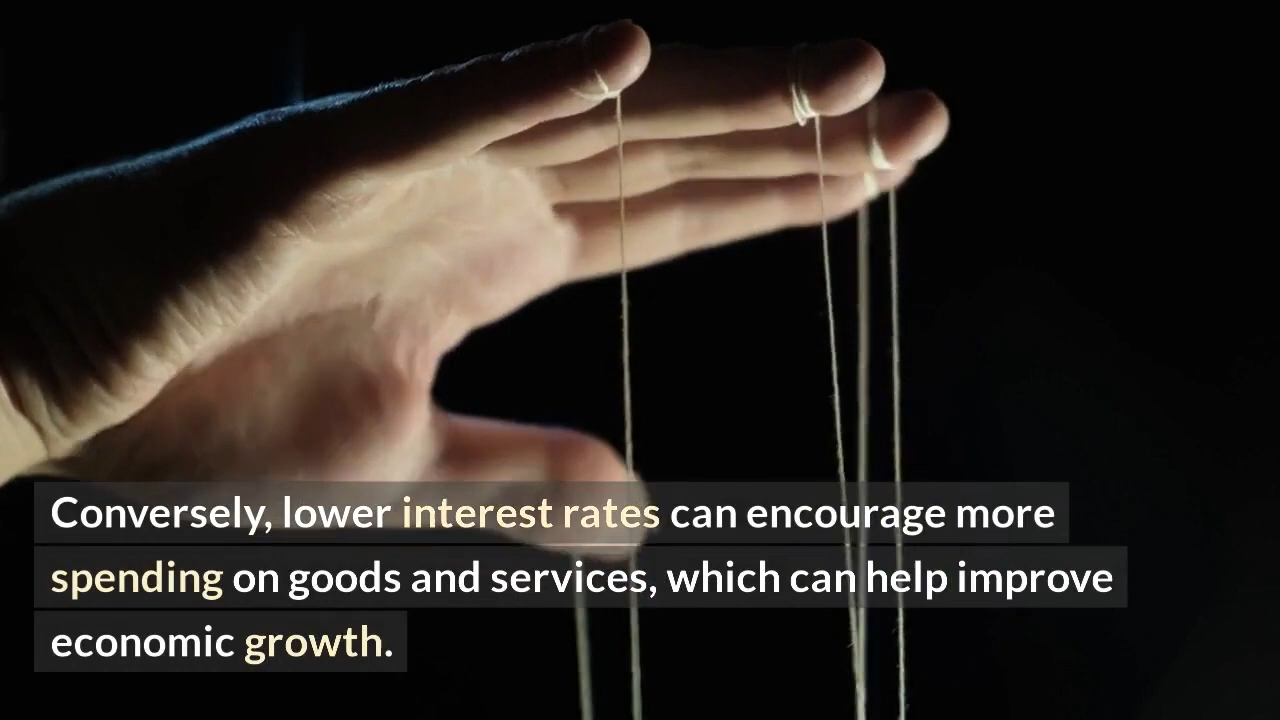 Conversely, lower interest rates can encourage more
spending on goods and services, which can help improve
economic growth.